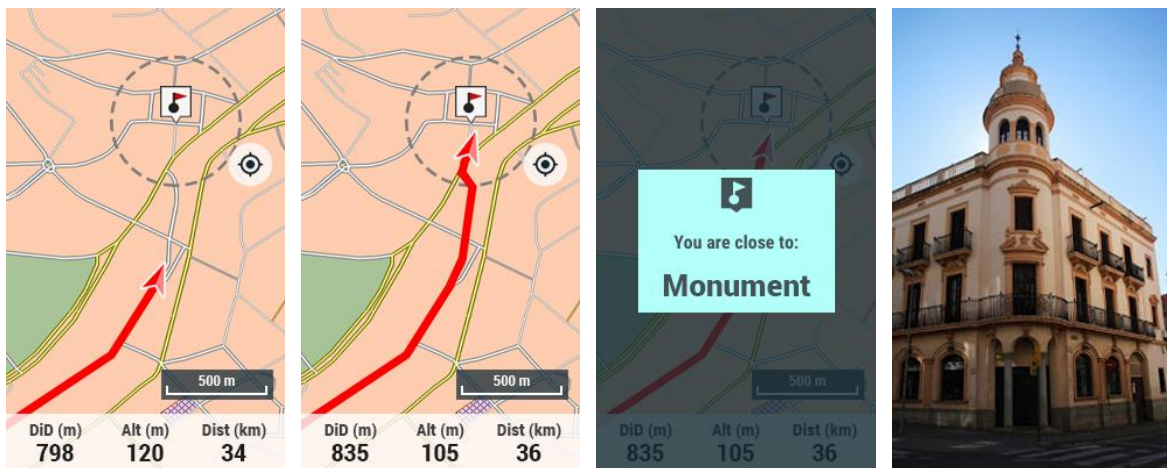 500 m
DiD (m) Alt (m) Dist (km)
798 120 34
500 m
DiD (m) Alt (m) Dist (km)
835 105 36
You are close to:
Monument
500 m
DiD (m) Alt (m) Dist (km)
835 105 36